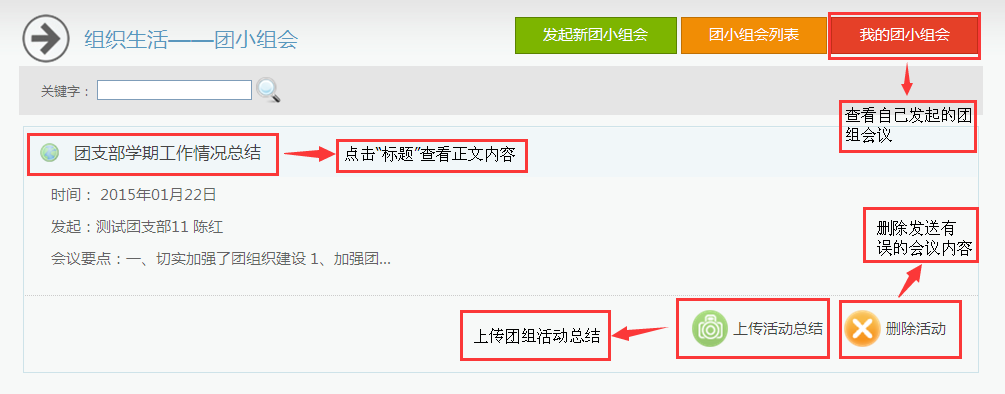 组织生活——团小组会
发起新团小组会
团小组会列表
我的团小组会
关键字：
查看自己发起的团
组会议
团支部学期工作情况总结
点击“标题”查看正文内容
时间： 2015年01月22日
发起：测试团支部11 陈红
会议要点：一、切实加强了团组织建设 1、加强团...
删除发送有
误的会议内容
上传团组活动总结
上传活动总结
删除活动